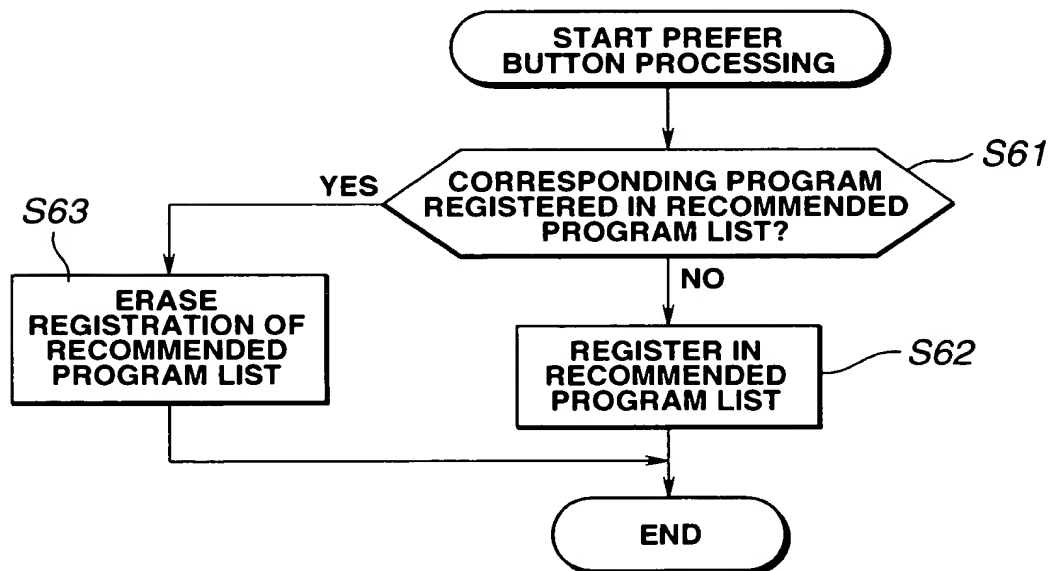 START PREFER
BUTTON PROCESSING
S61
CORRESPONDING PROGRAM
REGISTERED IN RECOMMENDED
PROGRAM LIST?
YES
NO
S63
ERASE
REGISTRATION OF
RECOMMENDED
PROGRAM LIST
S62
REGISTER IN
RECOMMENDED
PROGRAM LIST
END